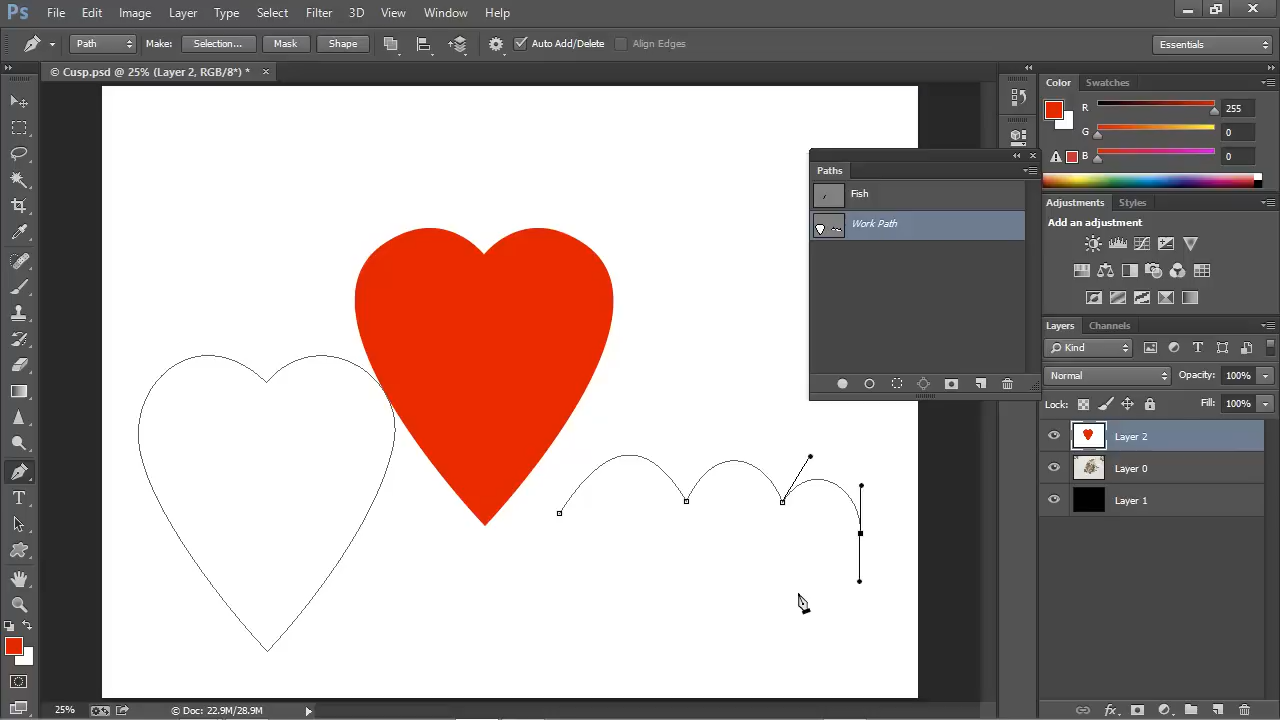 Ps File Edit Image Layer Type Select Filter 3D View Window Help
Path Make: Selection... Mask Shape Auto Add/Delete Align Edges Essentials
© Cusp.psd @ 25% (Layer 2, RGB/8*) * ×
Color Swatches
R 255
G 0
B 0
Paths
Fish
Work Path
Adjustments Styles
Add an adjustment
Layers Channels
Kind
Normal Opacity: 100%
Lock: Fill: 100%
Layer 2
Layer 0
Layer 1
25% © Doc: 22.9M/28.9M